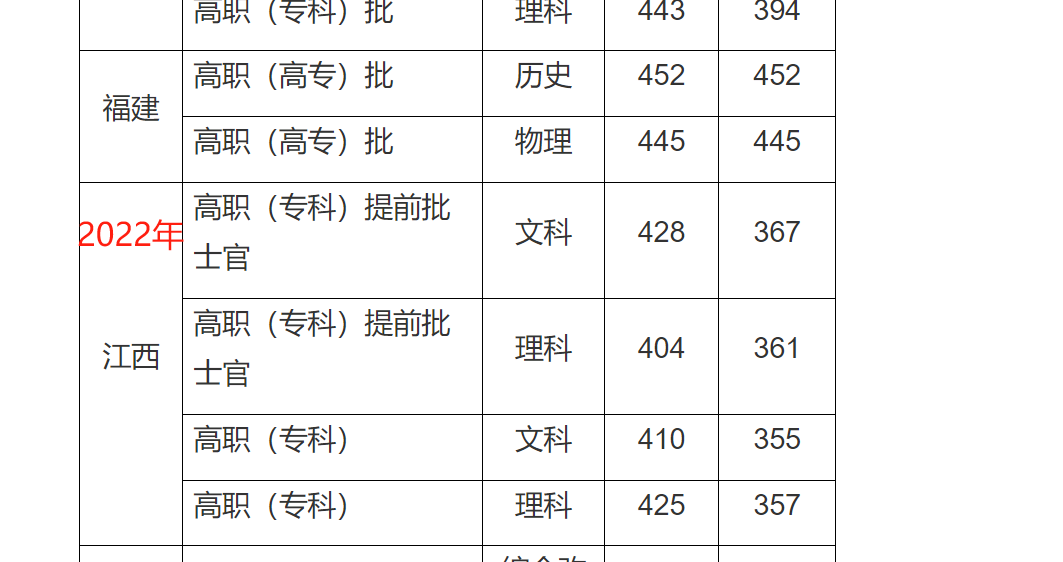 高职（专科）批 理科 443 394
福建
高职（高专）批 历史 452 452
高职（高专）批 物理 445 445
2022年
江西
高职（专科）提前批
士官
文科 428 367
高职（专科）提前批
士官
理科 404 361
高职（专科） 文科 410 355
高职（专科） 理科 425 357
综合改